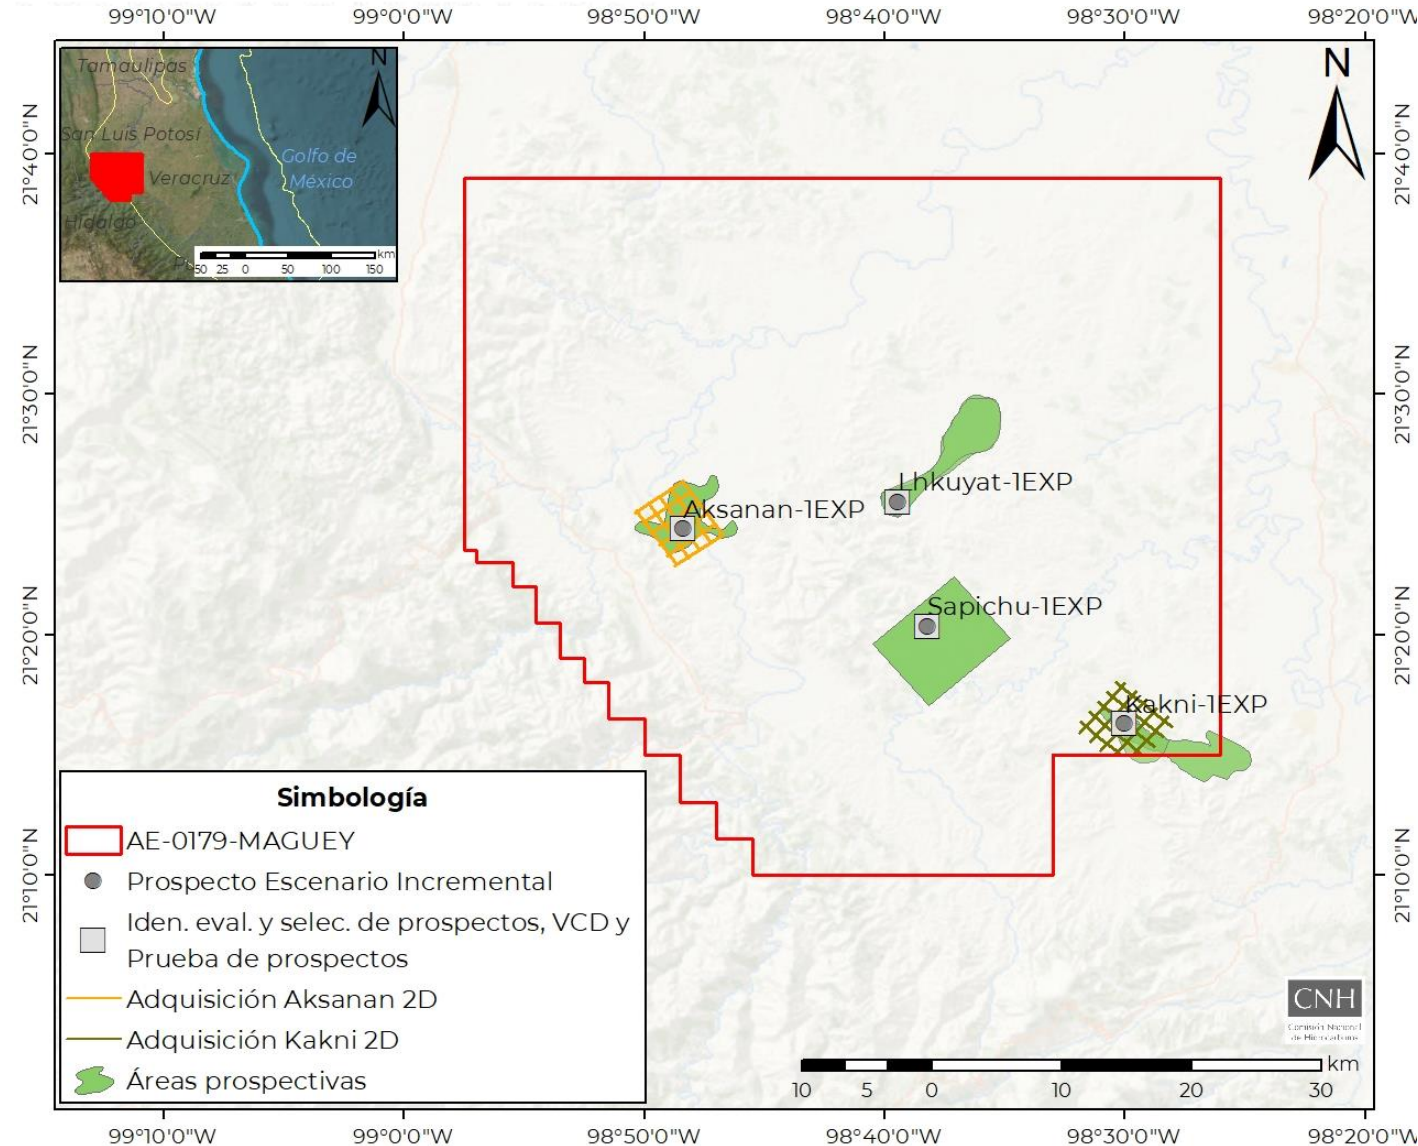 99°10'0"W 99°0'0"W 98°50'0"W 98°40'0"W 98°30'0"W 98°20'0"W
N
Tamaulipas
San Luis Potosí
Veracruz
Hidalgo
Golfo de
México
km
50 25 0 50 100 150
N
21°40'0"N 21°40'0"N
21°30'0"N 21°30'0"N
21°20'0"N 21°20'0"N
21°10'0"N 21°10'0"N
Lhkuyat-1EXP
Aksanan-1EXP
Sapichu-1EXP
Kakni-1EXP
Simbología
AE-0179-MAGUEY
Prospecto Escenario Incremental
Iden. eval. y selec. de prospectos, VCD y
Prueba de prospectos
Adquisición Aksanan 2D
Adquisición Kakni 2D
Áreas prospectivas
CNH
Comisión Nacional
de Hidrocarburos
km
10 5 0 10 20 30
99°10'0"W 99°0'0"W 98°50'0"W 98°40'0"W 98°30'0"W 98°20'0"W